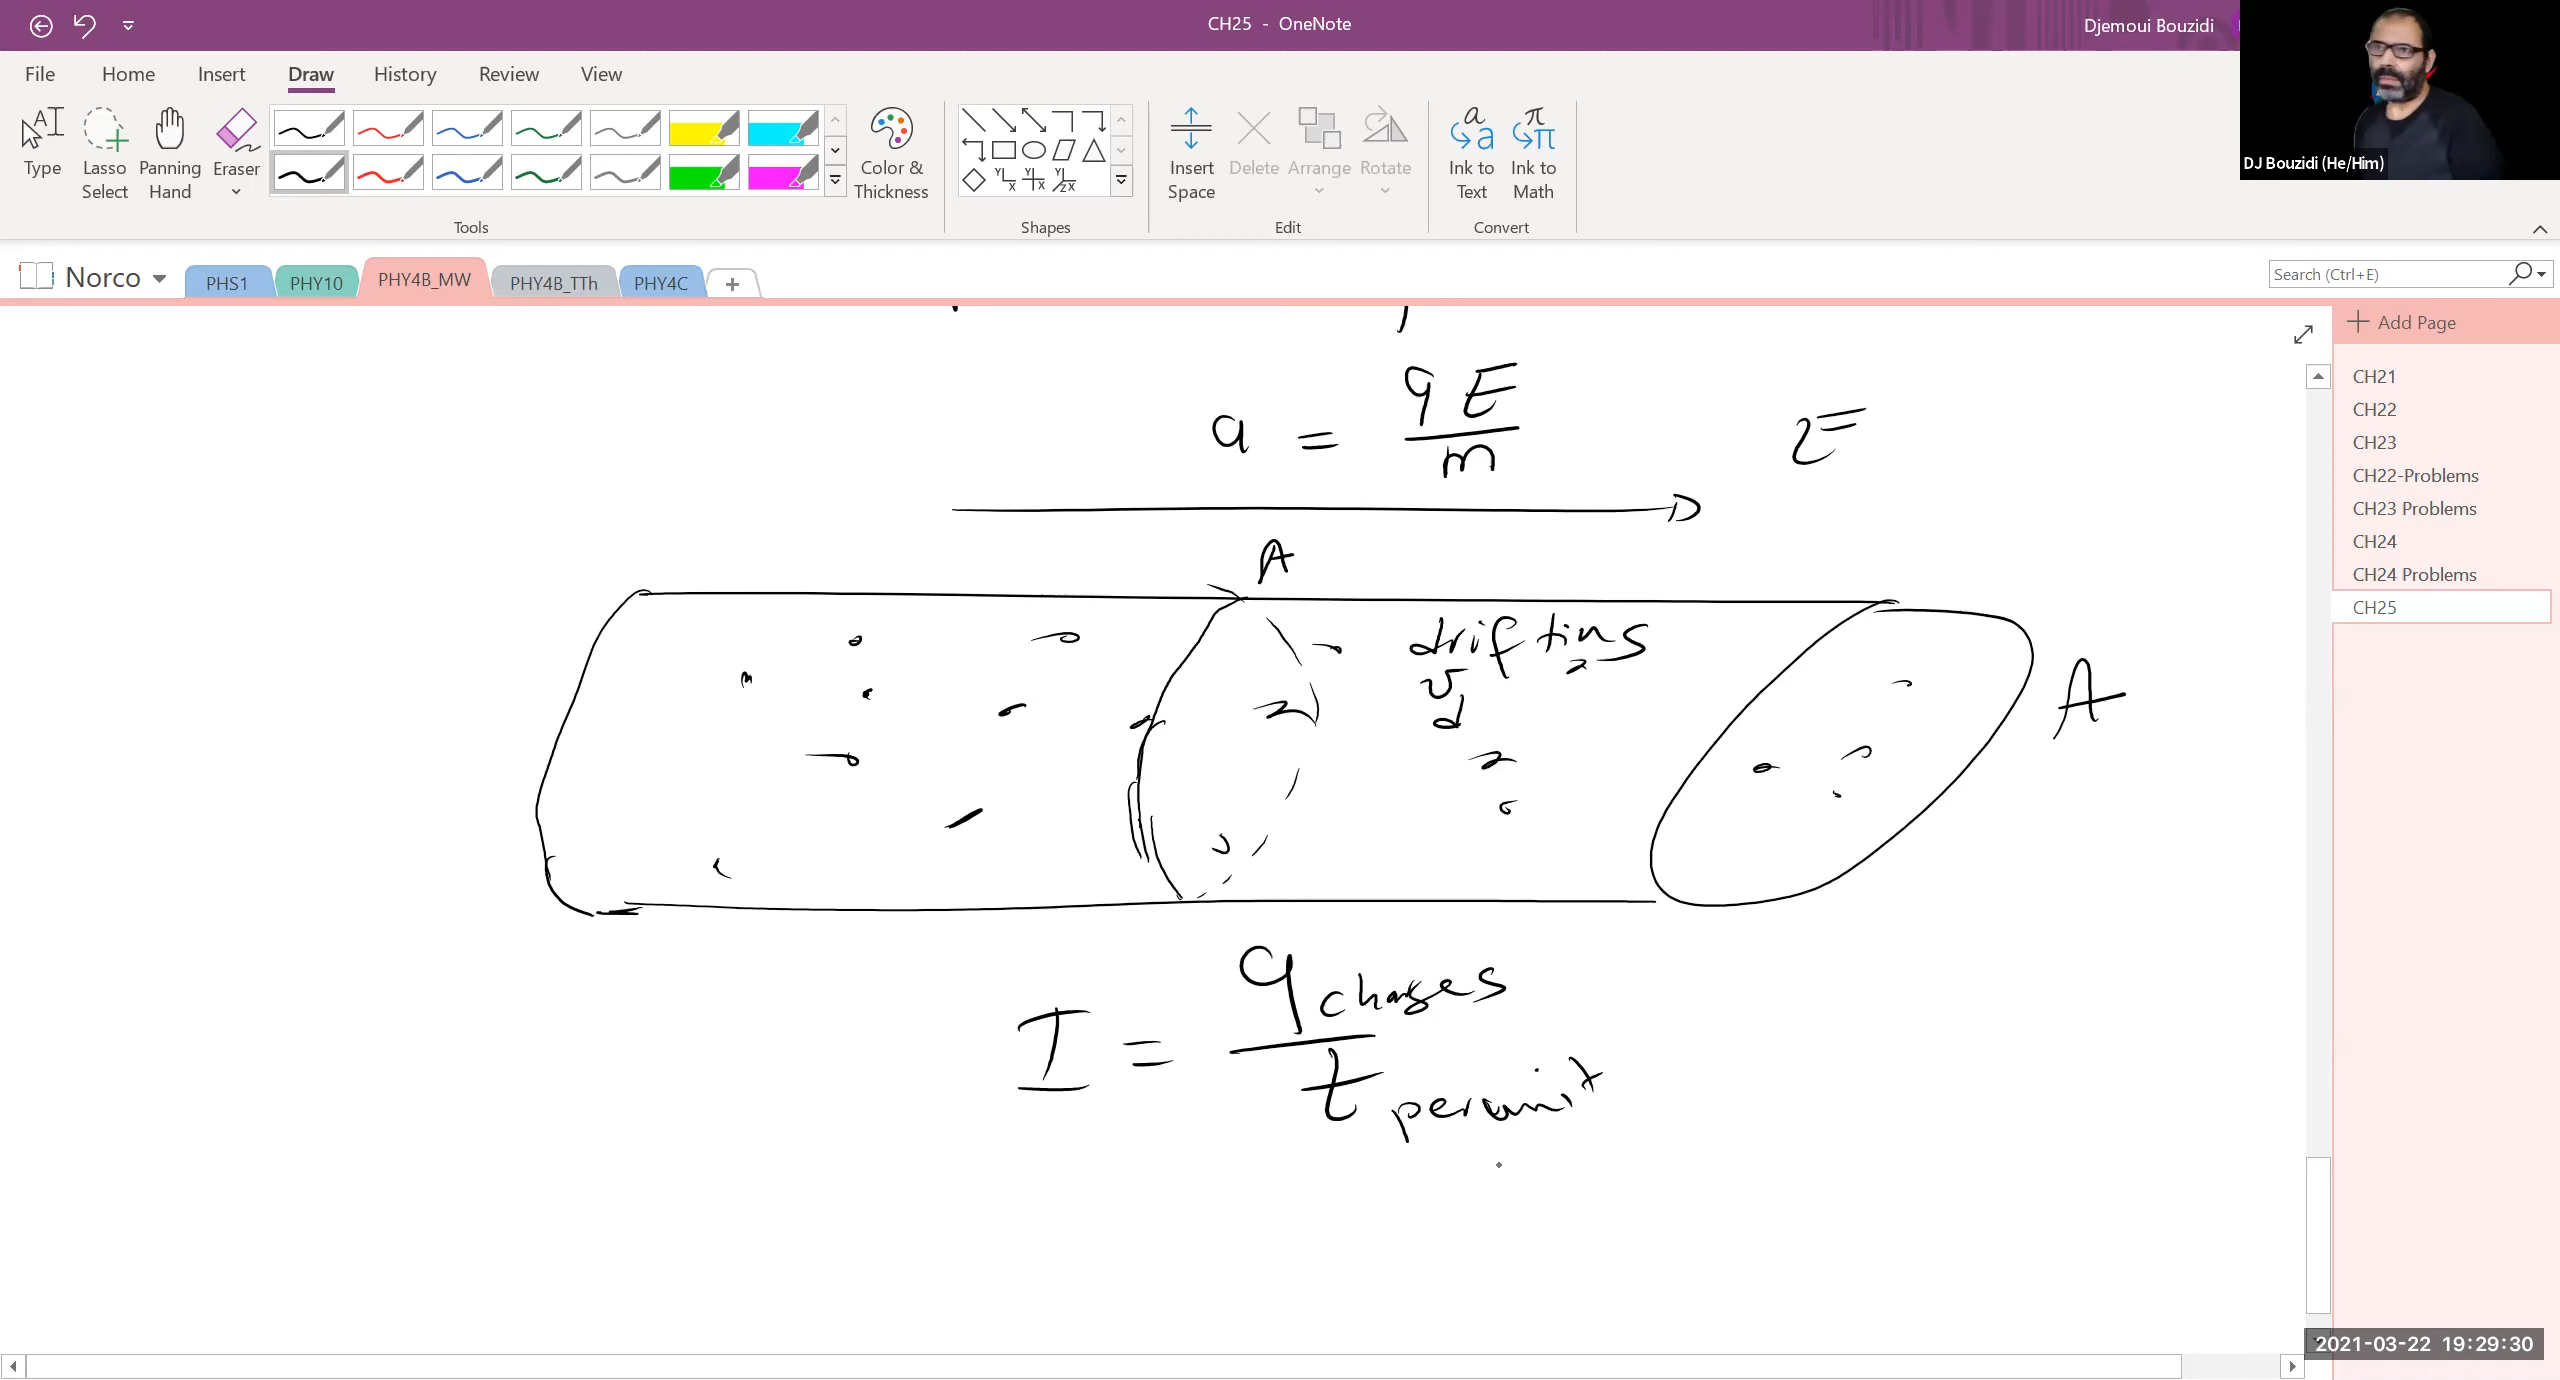 CH25 - OneNote
Djemoui Bouzidi
File Home Insert Draw History Review View
Type
Lasso Select
Panning Hand
Eraser
Color & Thickness
Insert Space
Delete
Arrange
Rotate
Ink to Text
Ink to Math
Tools
Shapes
Edit
Convert
DJ Bouzidi (He/Him)
Norco
PHS1
PHY10
PHY4B_MW
PHY4B_TTh
PHY4C
Search (Ctrl+E)
Add Page
CH21
CH22
CH23
CH22-Problems
CH23 Problems
CH24
CH24 Problems
CH25
a = qE/m
A
drifting
v_d
A
I = q charges / t per unit
2021-03-22 19:29:30